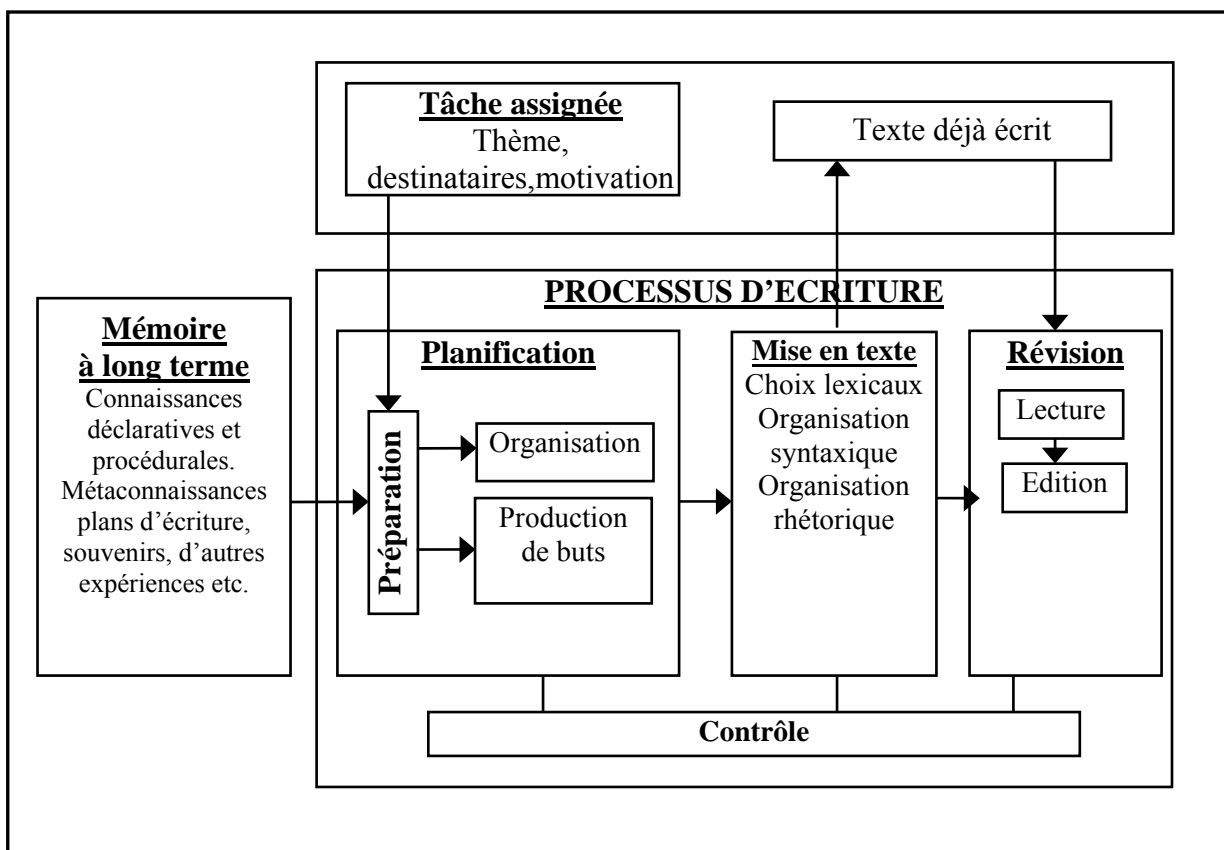 Tâche assignée
Thème,
destinataires,motivation
Texte déjà écrit
PROCESSUS D’ECRITURE
Mémoire
à long terme
Connaissances
déclaratives et
procédurales.
Métaconnaissances
plans d’écriture,
souvenirs, d’autres
expériences etc.
Planification
Préparation
Organisation
Production
de buts
Mise en texte
Choix lexicaux
Organisation
syntaxique
Organisation
rhétorique
Révision
Lecture
Edition
Contrôle